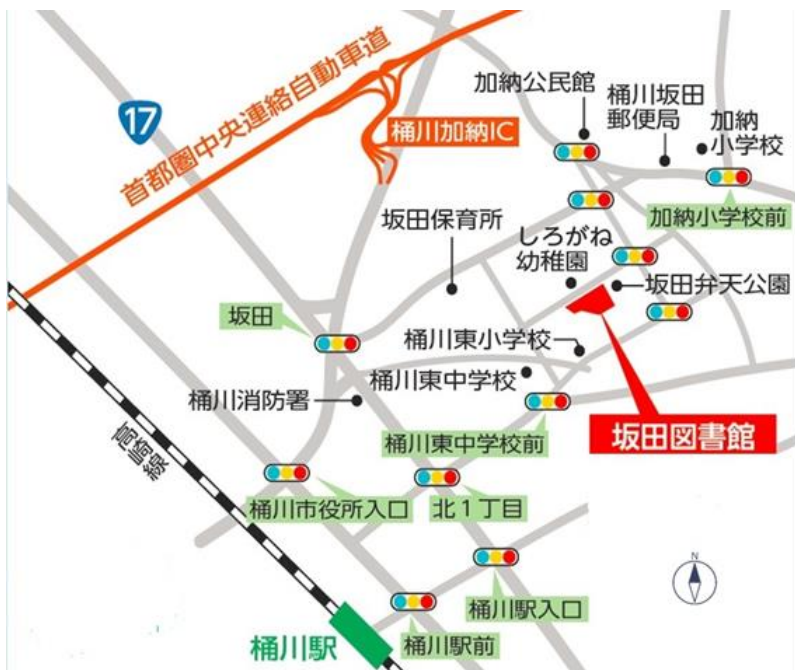 17
首都圏中央連絡自動車道
桶川加納IC
加納公民館
桶川坂田
郵便局
加納
小学校
加納小学校前
坂田保育所
しろがね
幼稚園
坂田弁天公園
坂田
桶川東小学校
桶川東中学校
桶川消防署
坂田図書館
高崎線
桶川東中学校前
桶川市役所入口
北1丁目
N
桶川駅入口
桶川駅
桶川駅前